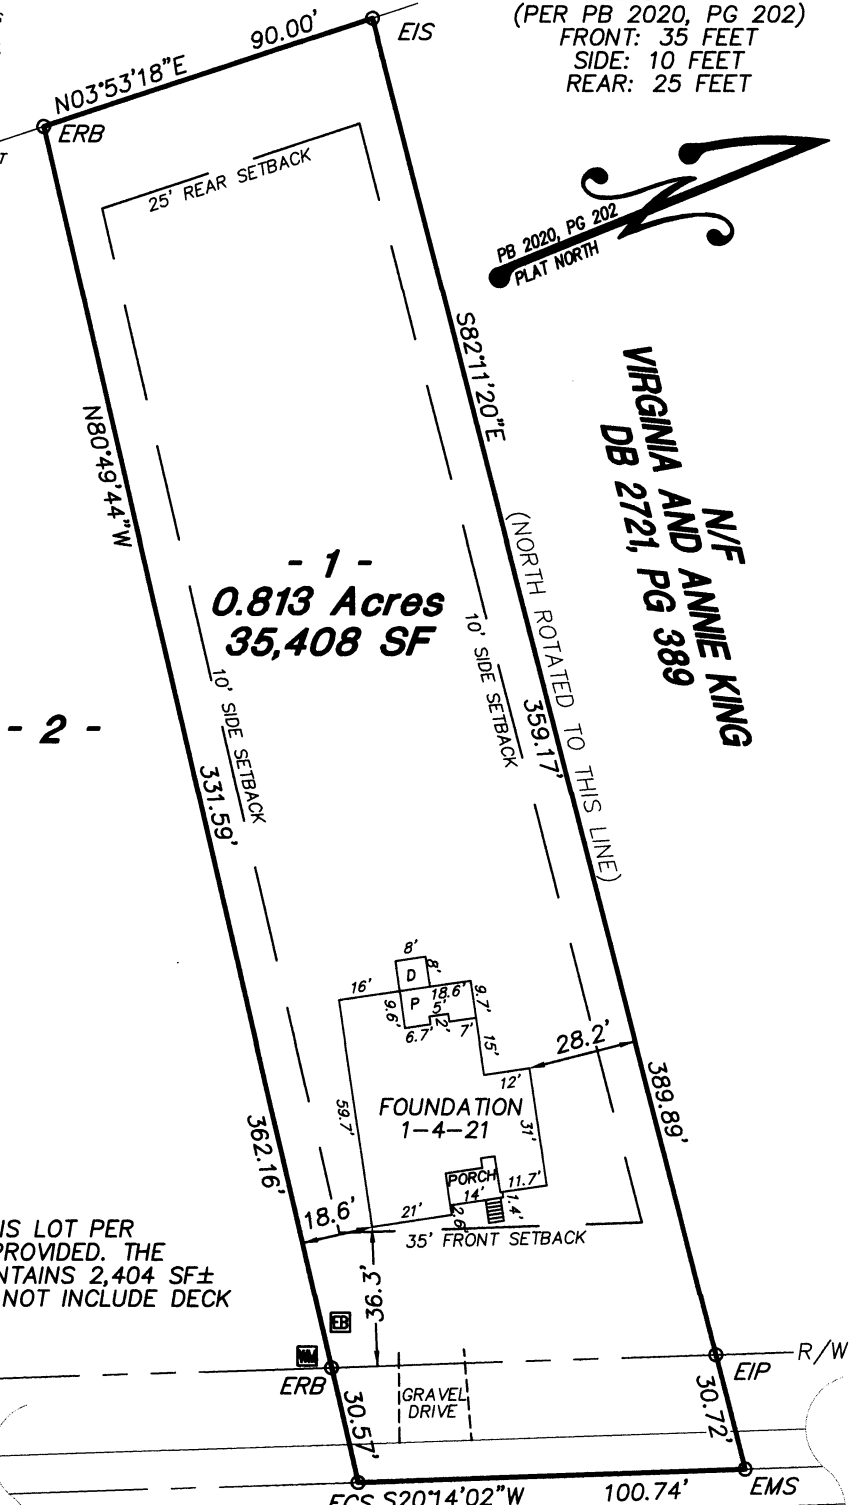 (PER PB 2020, PG 202)
FRONT: 35 FEET
SIDE: 10 FEET
REAR: 25 FEET
90.00'
EIS
N03°53'18"E
ERB
25' REAR SETBACK
PB 2020, PG 202
PLAT NORTH
S82°11'20"E
N80°49'44"W
N/F
VIRGINIA AND ANNIE KING
DB 2721, PG 389
(NORTH ROTATED TO THIS LINE)
- 1 -
0.813 Acres
35,408 SF
10' SIDE SETBACK
10' SIDE SETBACK
359.17'
- 2 -
331.59'
8'
D
8'
16'
18.6'
9.7'
9.6'
P
5'
6.7'
2'
7'
15'
28.2'
12'
389.89'
59.7'
FOUNDATION
1-4-21
31'
362.16'
PORCH
11.7'
14'
21'
2.6'
1.4'
18.6'
35' FRONT SETBACK
IS LOT PER
PROVIDED. THE
NTAINS 2,404 SF±
NOT INCLUDE DECK
36.3'
EB
WM
R/W
ERB
EIP
GRAVEL
DRIVE
30.57'
30.72'
S20°14'02"W
100.74'
EMS